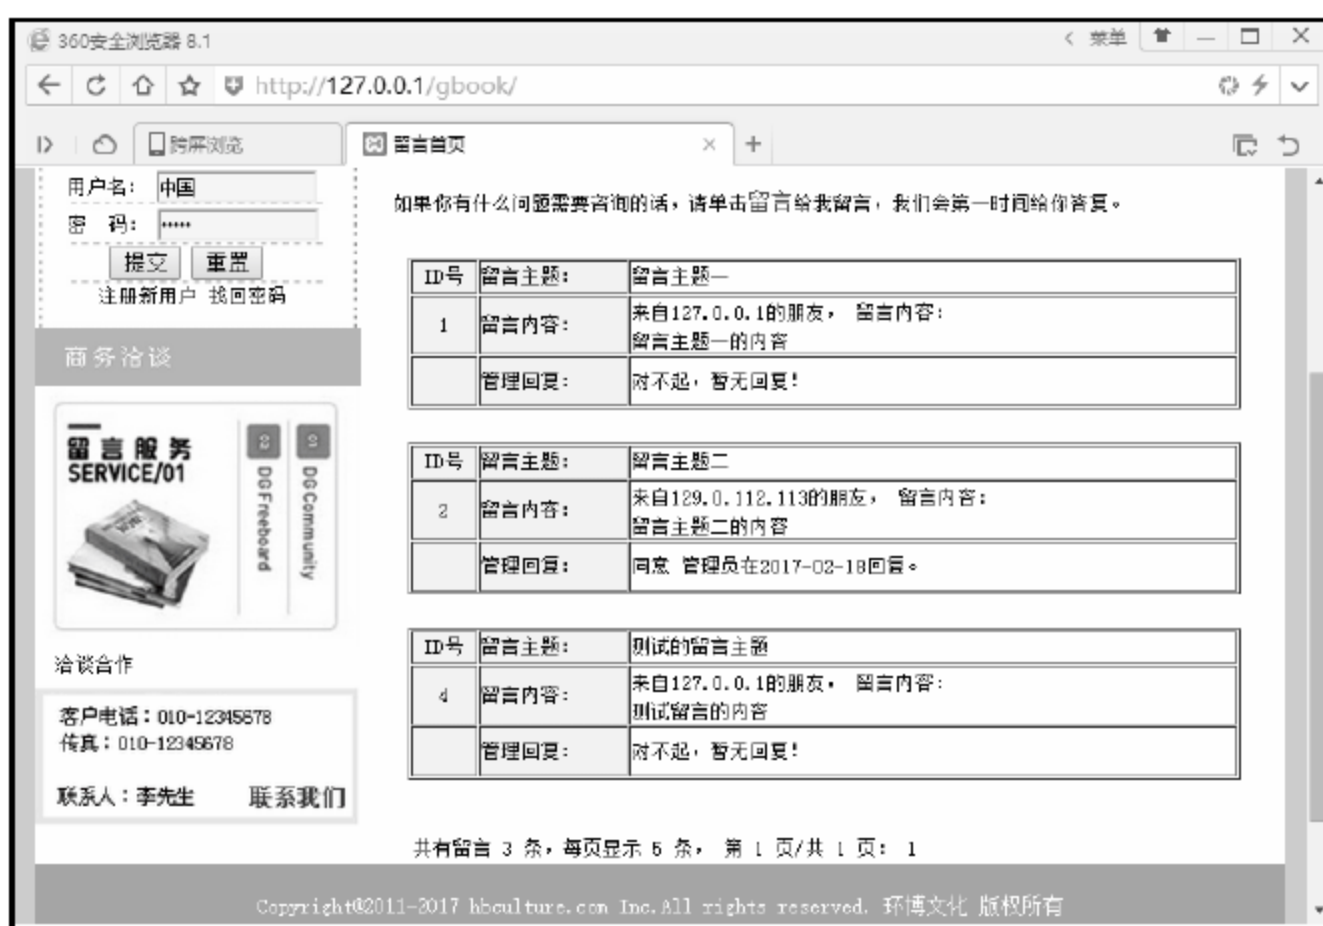 360安全浏览器 8.1
菜单
http://127.0.0.1/gbook/
跨屏浏览
留言首页
用户名： 中国
密 码： •••••
提交 重置
注册新用户 找回密码
商务洽谈
留言服务
SERVICE/01
DG Freeboard
DG Community
洽谈合作
客户电话：010-12345678
传真：010-12345678
联系人：李先生 联系我们
如果你有什么问题需要咨询的话，请单击留言给我留言，我们会第一时间给你答复。
ID号 留言主题： 留言主题一
1 留言内容： 来自127.0.0.1的朋友， 留言内容：
留言主题一的内容
管理回复： 对不起，暂无回复！
ID号 留言主题： 留言主题二
2 留言内容： 来自129.0.112.113的朋友， 留言内容：
留言主题二的内容
管理回复： 同意 管理员在2017-02-18回复。
ID号 留言主题： 测试的留言主题
4 留言内容： 来自127.0.0.1的朋友， 留言内容：
测试留言的内容
管理回复： 对不起，暂无回复！
共有留言 3 条，每页显示 5 条， 第 1 页/共 1 页： 1
Copyright@2011-2017 hbculture.com Inc.All rights reserved. 环博文化 版权所有